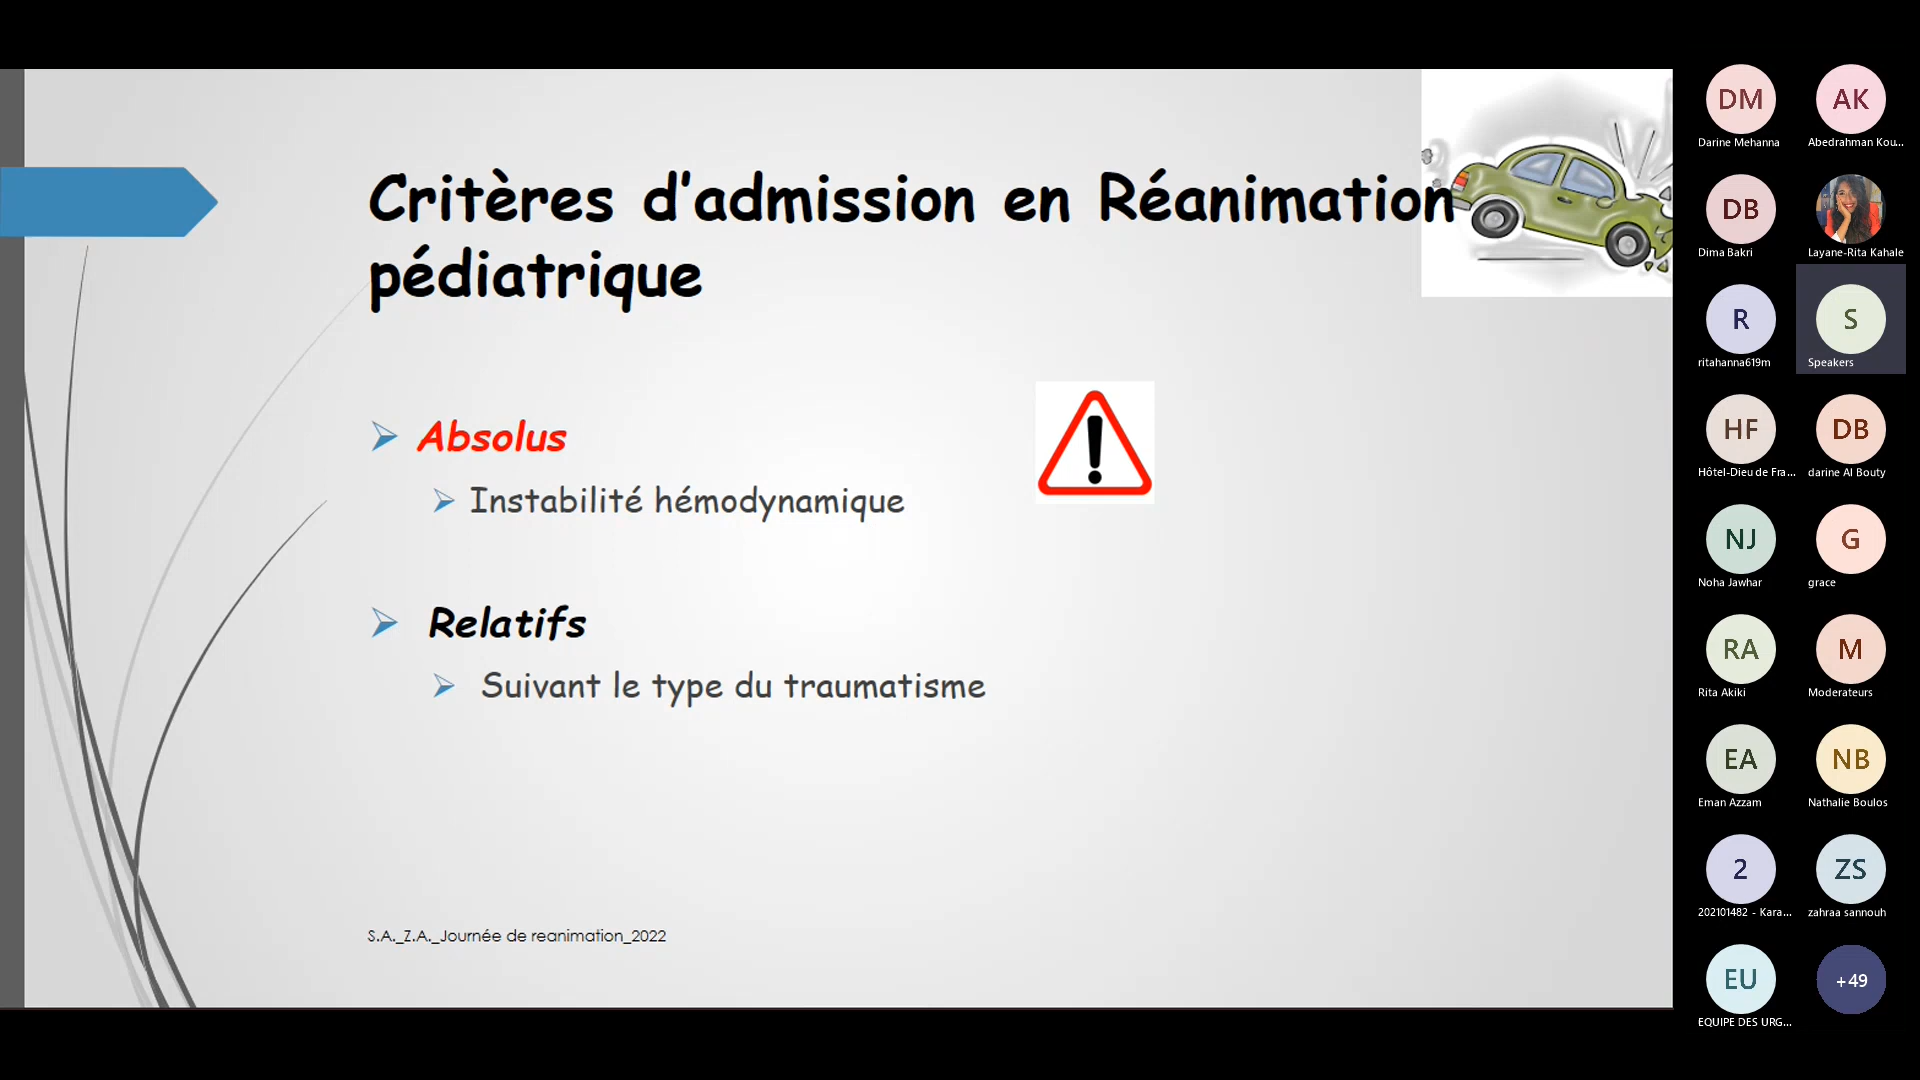 Critères d’admission en Réanimation
pédiatrique
Absolus
Instabilité hémodynamique
Relatifs
Suivant le type du traumatisme
S.A._Z.A._Journée de reanimation_2022
DM
Darine Mehanna
AK
Abedrahman Kou...
DB
Dima Bakri
Layane-Rita Kahale
R
ritahanna619m
S
Speakers
HF
Hôtel-Dieu de Fra...
DB
darine Al Bouty
NJ
Noha Jawhar
G
grace
RA
Rita Akiki
M
Moderateurs
EA
Eman Azzam
NB
Nathalie Boulos
2
202101482 - Kara...
ZS
zahraa sannouh
EU
EQUIPE DES URG...
+49